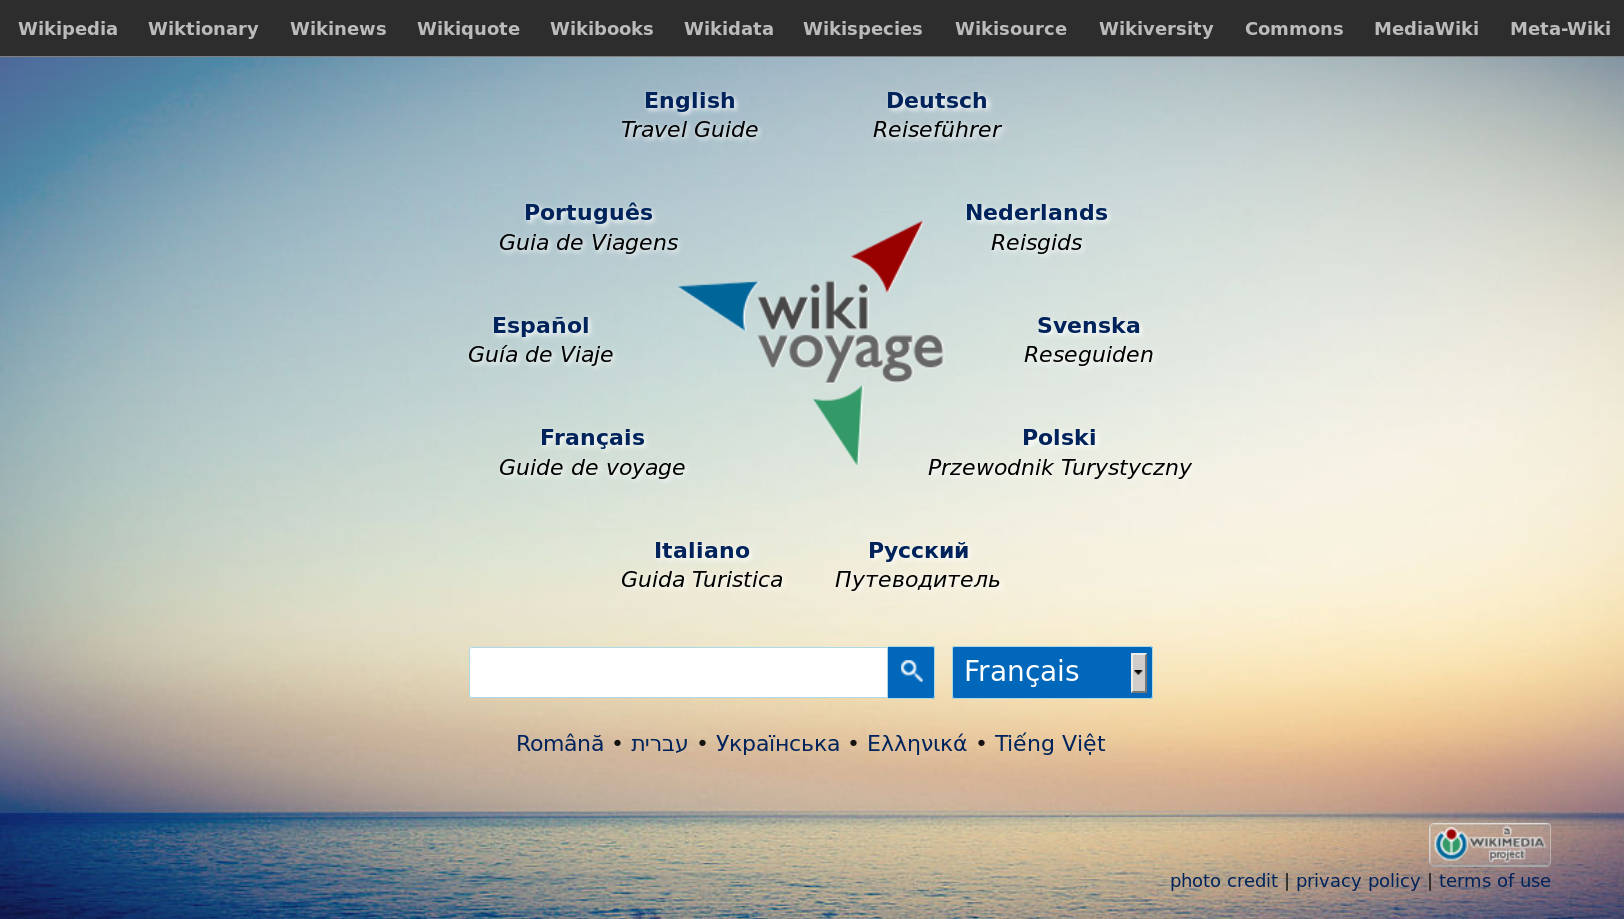 Wikipedia Wiktionary Wikinews Wikiquote Wikibooks Wikidata Wikispecies Wikisource Wikiversity Commons MediaWiki Meta-Wiki
English
Travel Guide
Deutsch
Reiseführer
Português
Guia de Viagens
Nederlands
Reisgids
wiki
voyage
Español
Guía de Viaje
Svenska
Reseguiden
Français
Guide de voyage
Polski
Przewodnik Turystyczny
Italiano
Guida Turistica
Русский
Путеводитель
Français
Română • עברית • Українська • Ελληνικά • Tiếng Việt
a
WIKIMEDIA
project
photo credit | privacy policy | terms of use